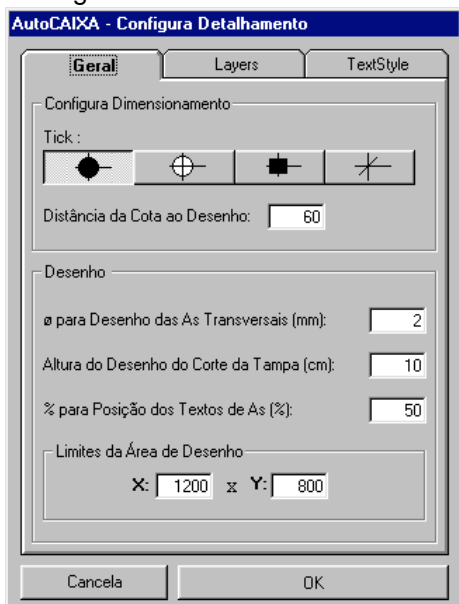 AutoCAIXA - Configura Detalhamento
Geral Layers TextStyle
Configura Dimensionamento
Tick :
Distância da Cota ao Desenho: 60
Desenho
ø para Desenho das As Transversais (mm): 2
Altura do Desenho do Corte da Tampa (cm): 10
% para Posição dos Textos de As (%): 50
Limites da Área de Desenho
X: 1200 x Y: 800
Cancela OK